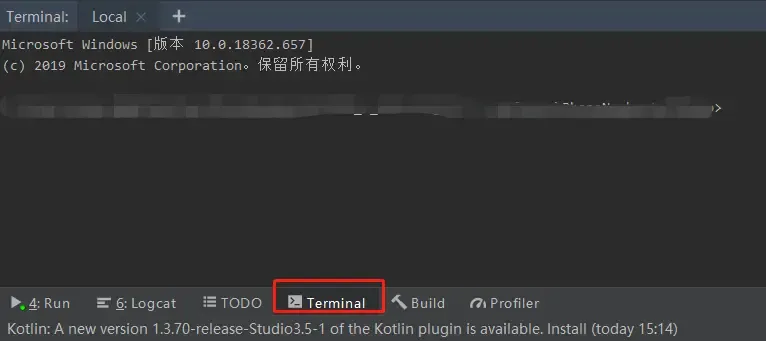 Terminal: Local × +
Microsoft Windows [版本 10.0.18362.657]
(c) 2019 Microsoft Corporation。保留所有权利。
>
4: Run 6: Logcat TODO Terminal Build Profiler
Kotlin: A new version 1.3.70-release-Studio3.5-1 of the Kotlin plugin is available. Install (today 15:14)